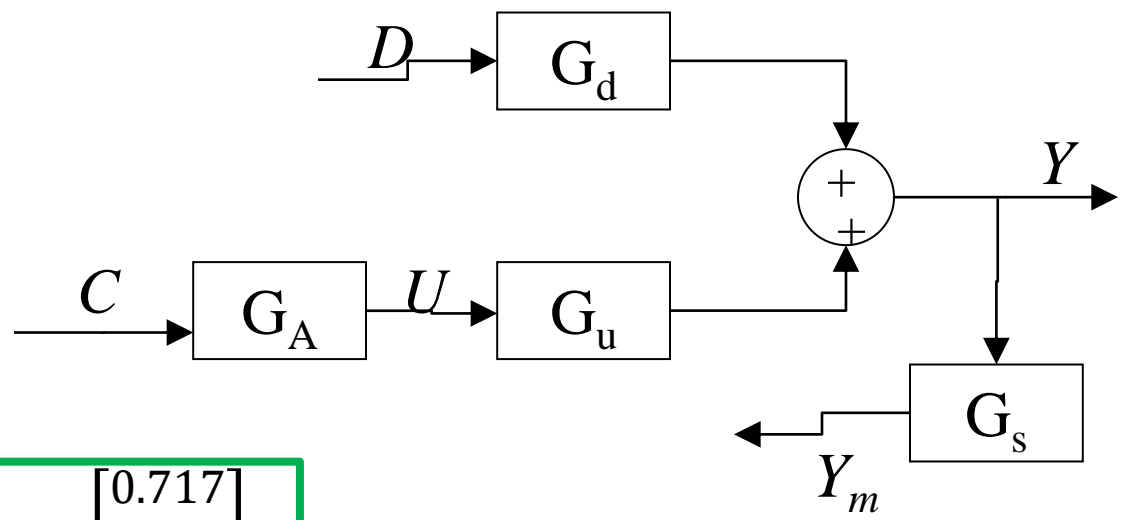 D
G_d
+
Y
+
C
G_A
U
G_u
G_s
Y_m
[0.717]